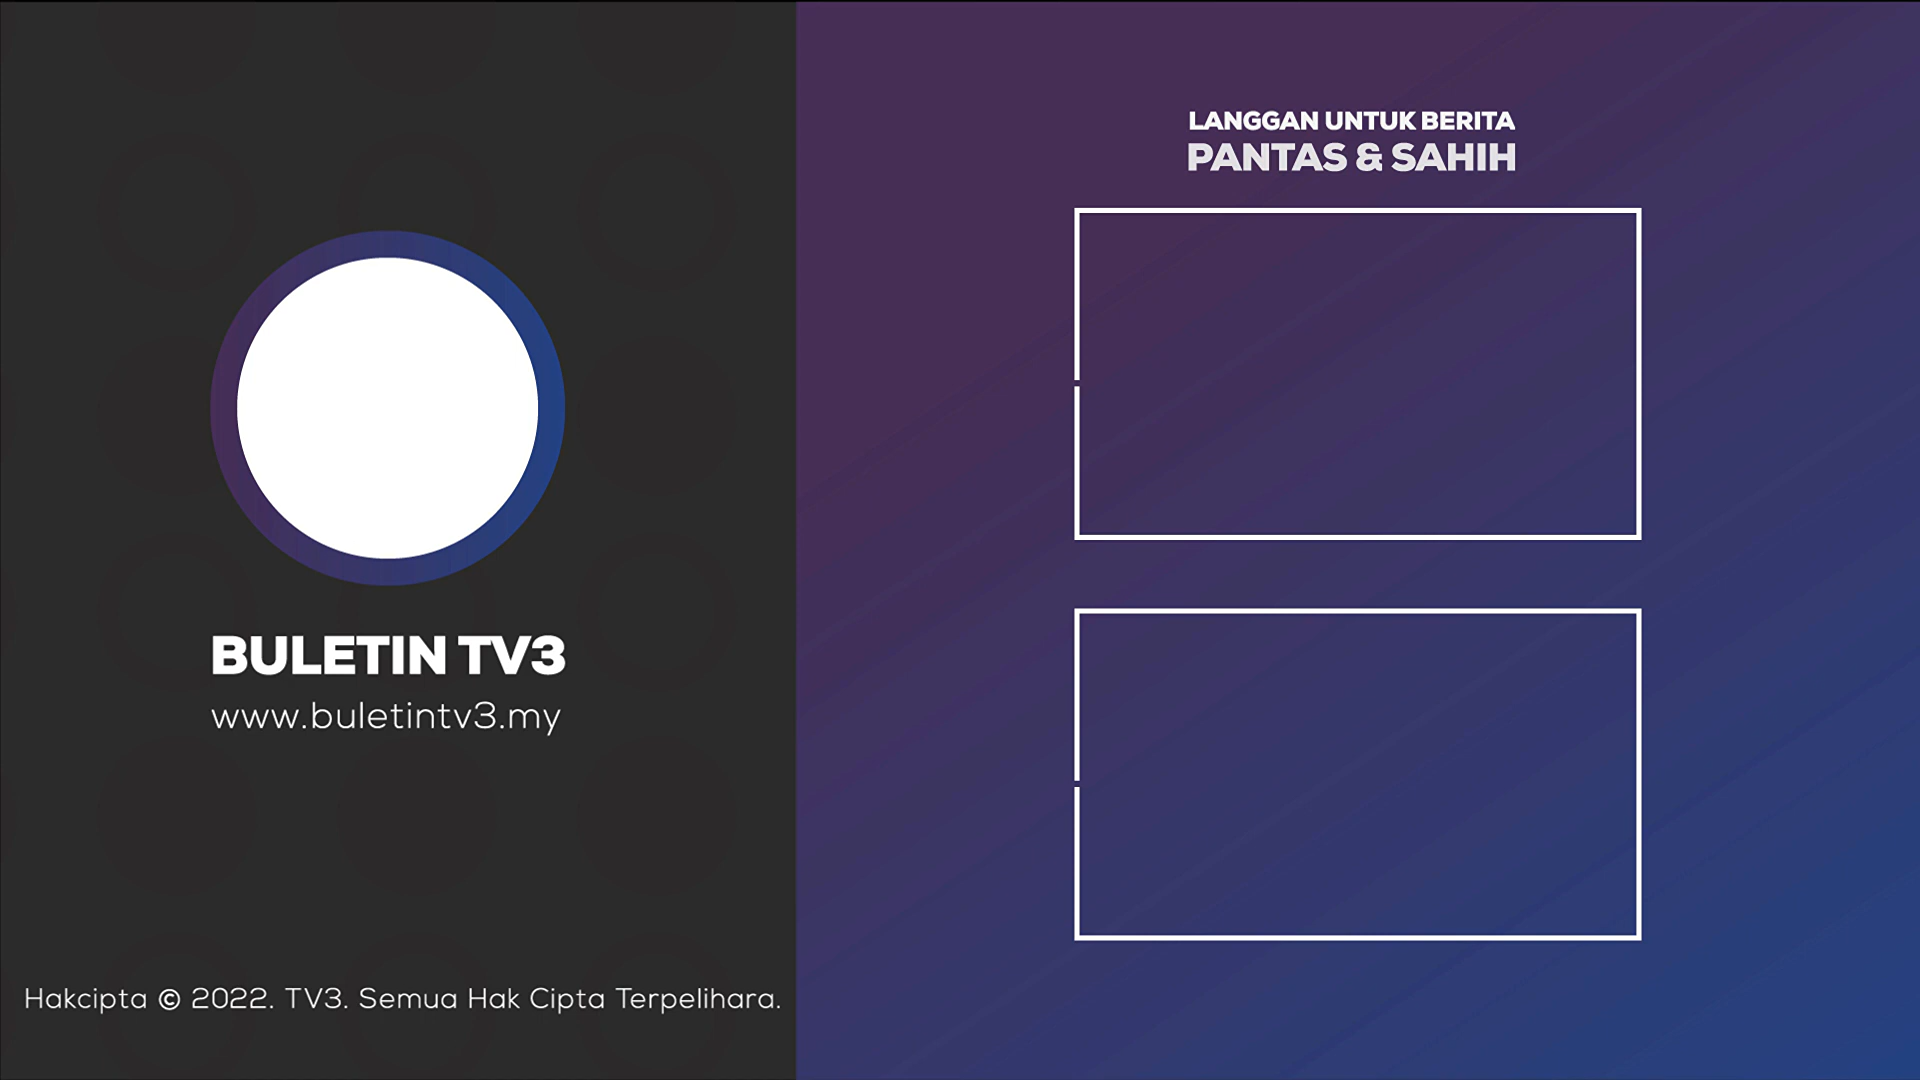 BULETIN TV3
www.buletintv3.my
Hakcipta © 2022. TV3. Semua Hak Cipta Terpelihara.
LANGGAN UNTUK BERITA
PANTAS & SAHIH